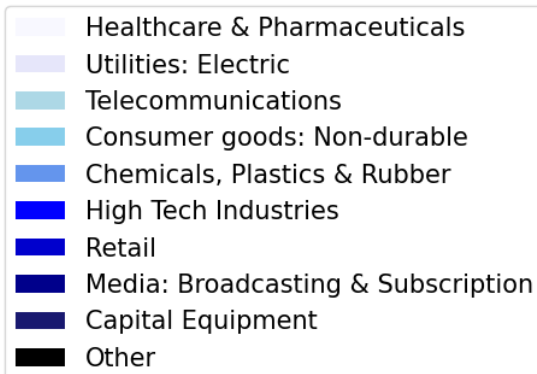 Healthcare & Pharmaceuticals
Utilities: Electric
Telecommunications
Consumer goods: Non-durable
Chemicals, Plastics & Rubber
High Tech Industries
Retail
Media: Broadcasting & Subscription
Capital Equipment
Other